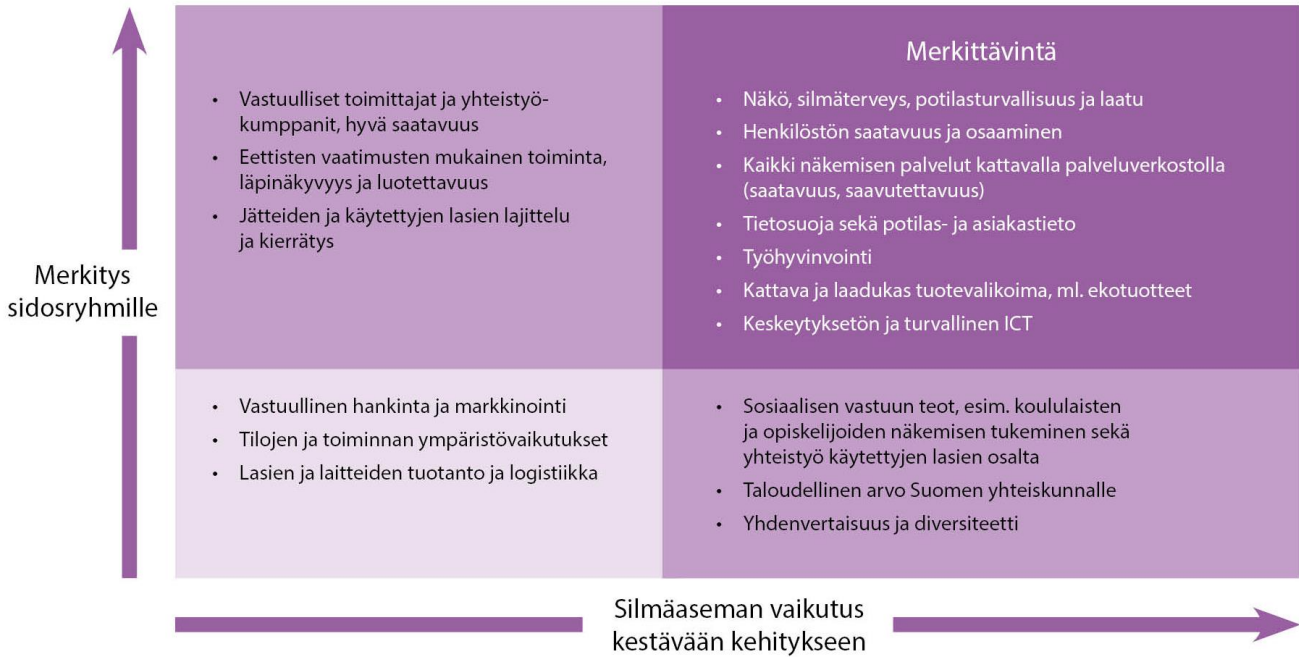 Merkitys
sidosryhmille
• Vastuulliset toimittajat ja yhteistyö-
kumppanit, hyvä saatavuus
• Eettisten vaatimusten mukainen toiminta,
läpinäkyvyys ja luotettavuus
• Jätteiden ja käytettyjen lasien lajittelu
ja kierrätys
Merkittävintä
• Näkö, silmäterveys, potilasturvallisuus ja laatu
• Henkilöstön saatavuus ja osaaminen
• Kaikki näkemisen palvelut kattavalla palveluverkostolla
(saatavuus, saavutettavuus)
• Tietosuoja sekä potilas- ja asiakastieto
• Työhyvinvointi
• Kattava ja laadukas tuotevalikoima, ml. ekotuotteet
• Keskeytyksetön ja turvallinen ICT
• Vastuullinen hankinta ja markkinointi
• Tilojen ja toiminnan ympäristövaikutukset
• Lasien ja laitteiden tuotanto ja logistiikka
• Sosiaalisen vastuun teot, esim. koululaisten
ja opiskelijoiden näkemisen tukeminen sekä
yhteistyö käytettyjen lasien osalta
• Taloudellinen arvo Suomen yhteiskunnalle
• Yhdenvertaisuus ja diversiteetti
Silmäaseman vaikutus
kestävään kehitykseen